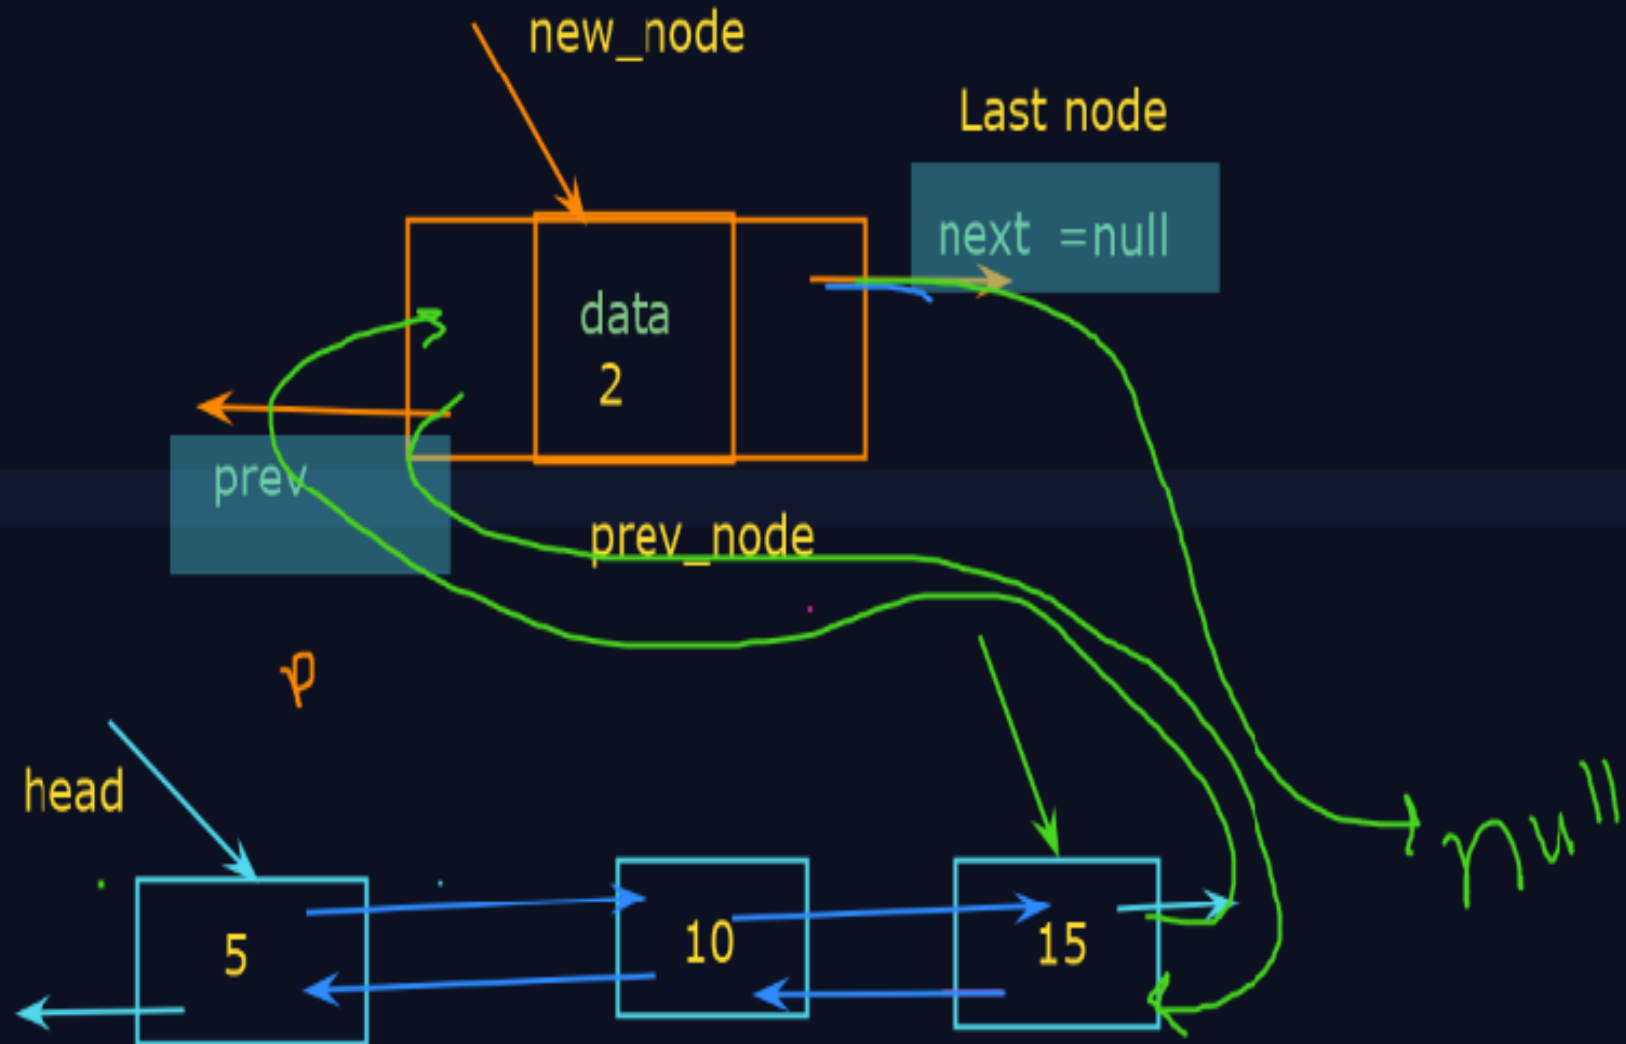 new_node
Last node
next =null
data
2
prev
prev_node
p
head
null
5
10
15